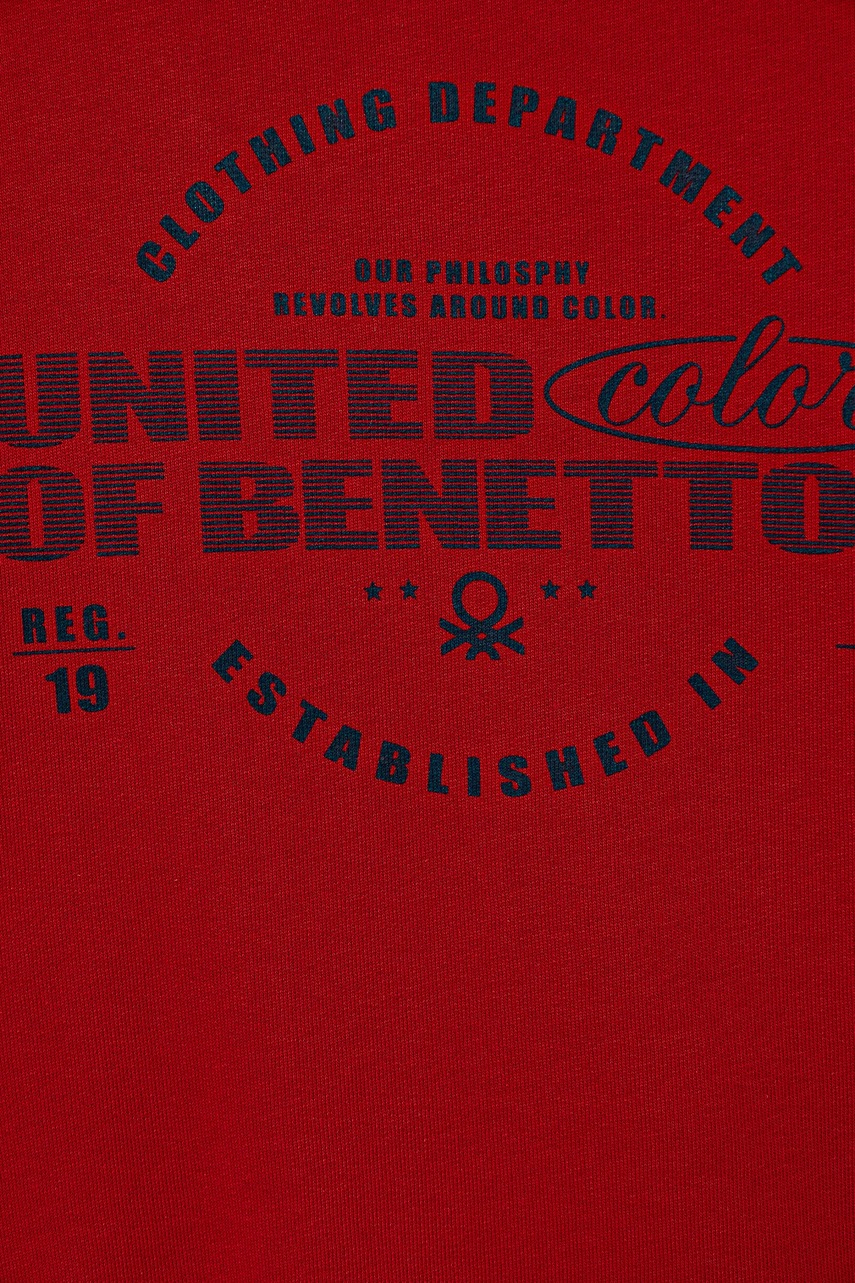 CLOTHING DEPARTMENT
OUR PHILOSPHY
REVOLVES AROUND COLOR.
UNITED color
OF BENETTO
REG.
19
ESTABLISHED IN